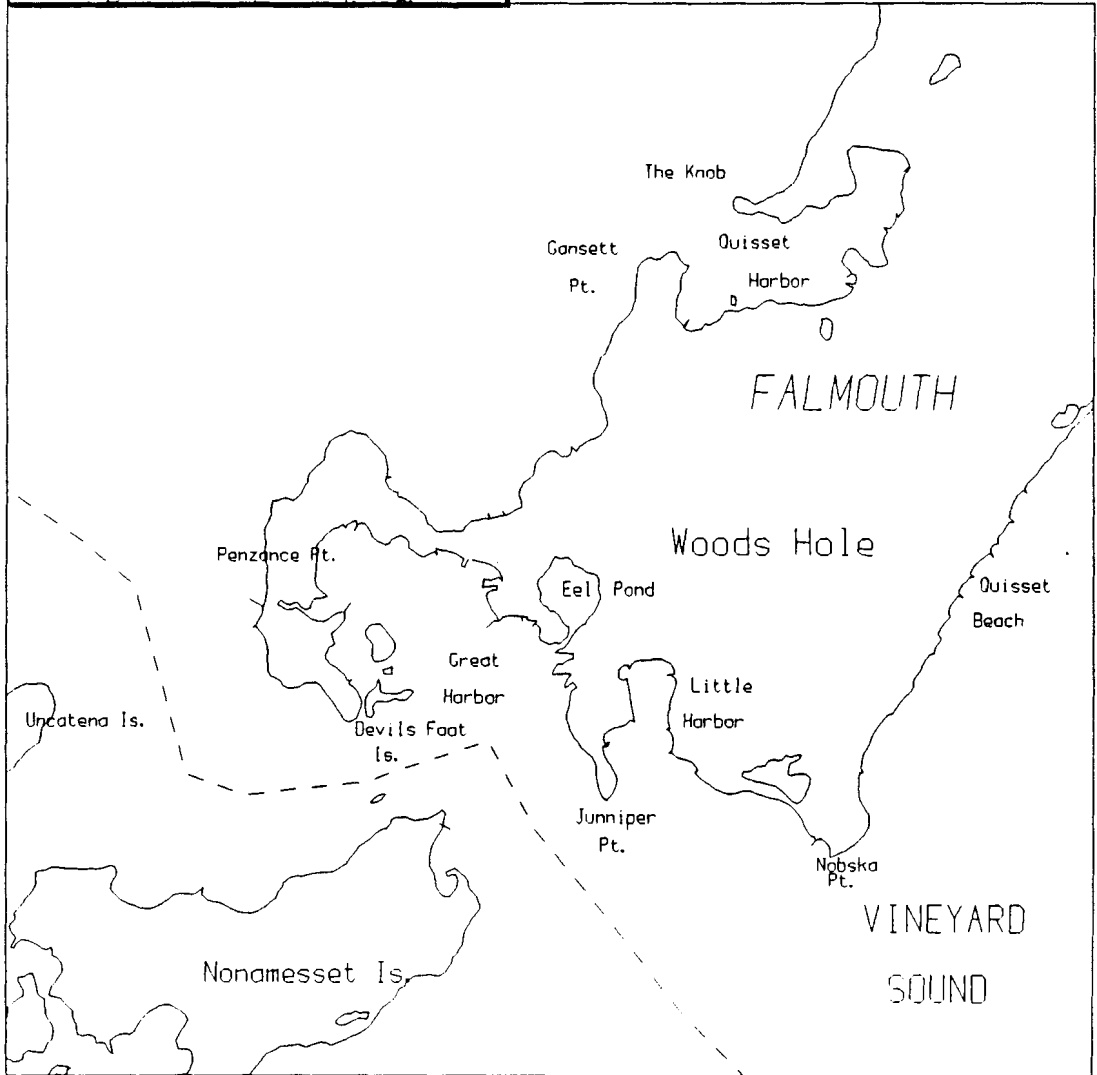 The Knob
Gansett
Pt.
Quisset
Harbor
FALMOUTH
Woods Hole
Penzance Pt.
Eel Pond
Quisset
Beach
Great
Harbor
Little
Harbor
Uncatena Is.
Devils Foot
Is.
Junniper
Pt.
Nobska
Pt.
VINEYARD
SOUND
Nonamesset Is.